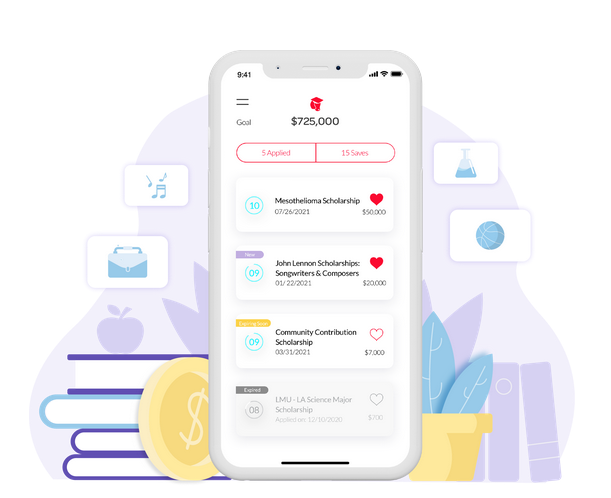 9:41
Goal
$725,000
5 Applied
15 Saves
10
Mesothelioma Scholarship
07/26/2021
$50,000
New
09
John Lennon Scholarships:
Songwriters & Composers
01/ 22/2021
$20,000
09
Community Contribution
Scholarship
03/31/2021
$7,000
Expired
08
LMU - LA Science Major
Scholarship
Applied on: 12/10/2020
$700
$